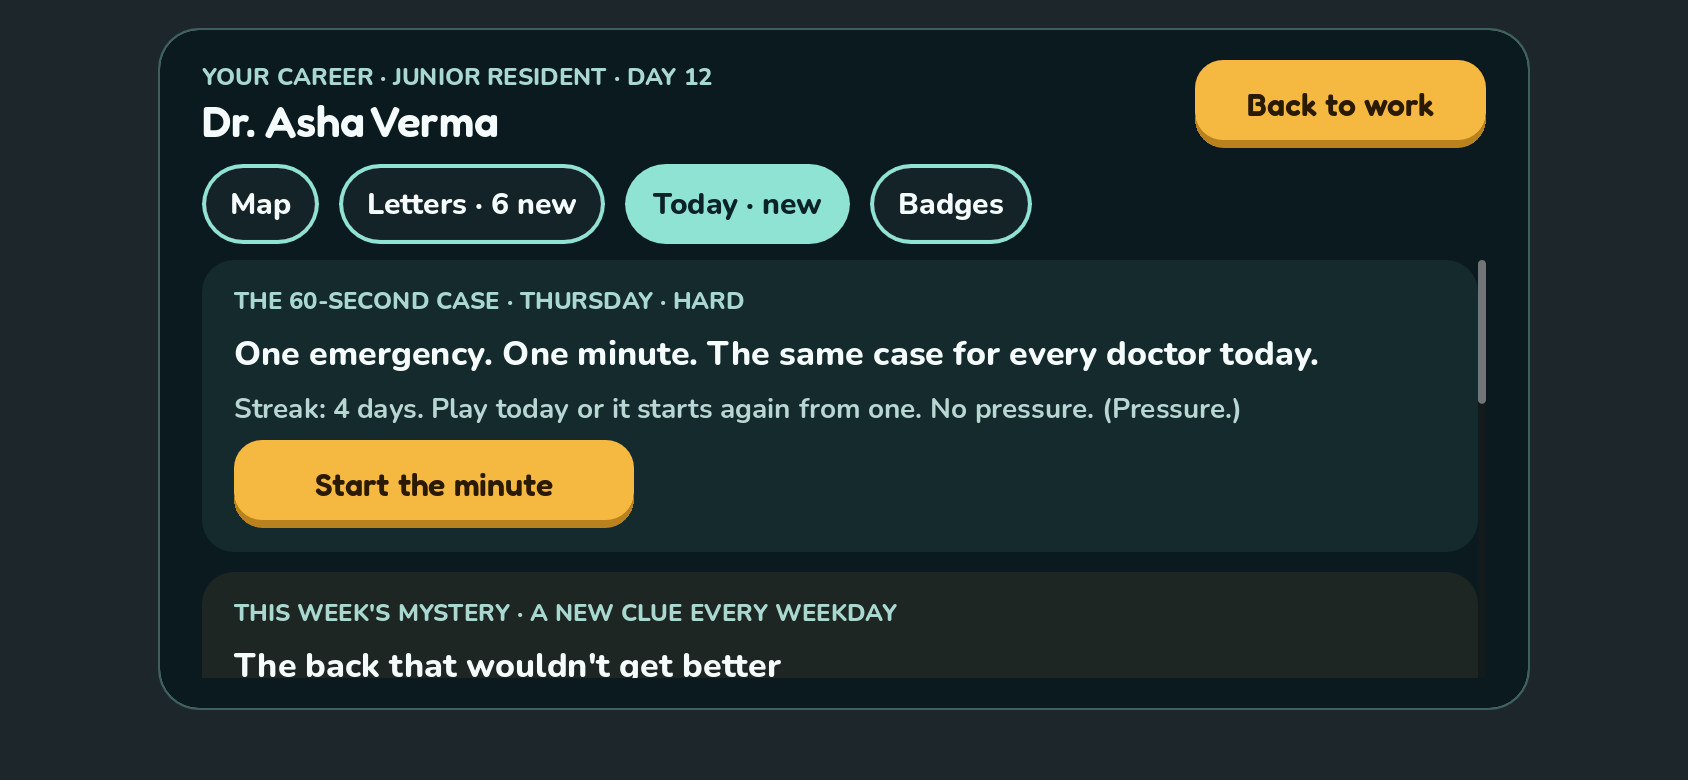 YOUR CAREER · JUNIOR RESIDENT · DAY 12
Dr. Asha Verma
Back to work
Map
Letters · 6 new
Today · new
Badges
THE 60-SECOND CASE · THURSDAY · HARD
One emergency. One minute. The same case for every doctor today.
Streak: 4 days. Play today or it starts again from one. No pressure. (Pressure.)
Start the minute
THIS WEEK'S MYSTERY · A NEW CLUE EVERY WEEKDAY
The back that wouldn't get better